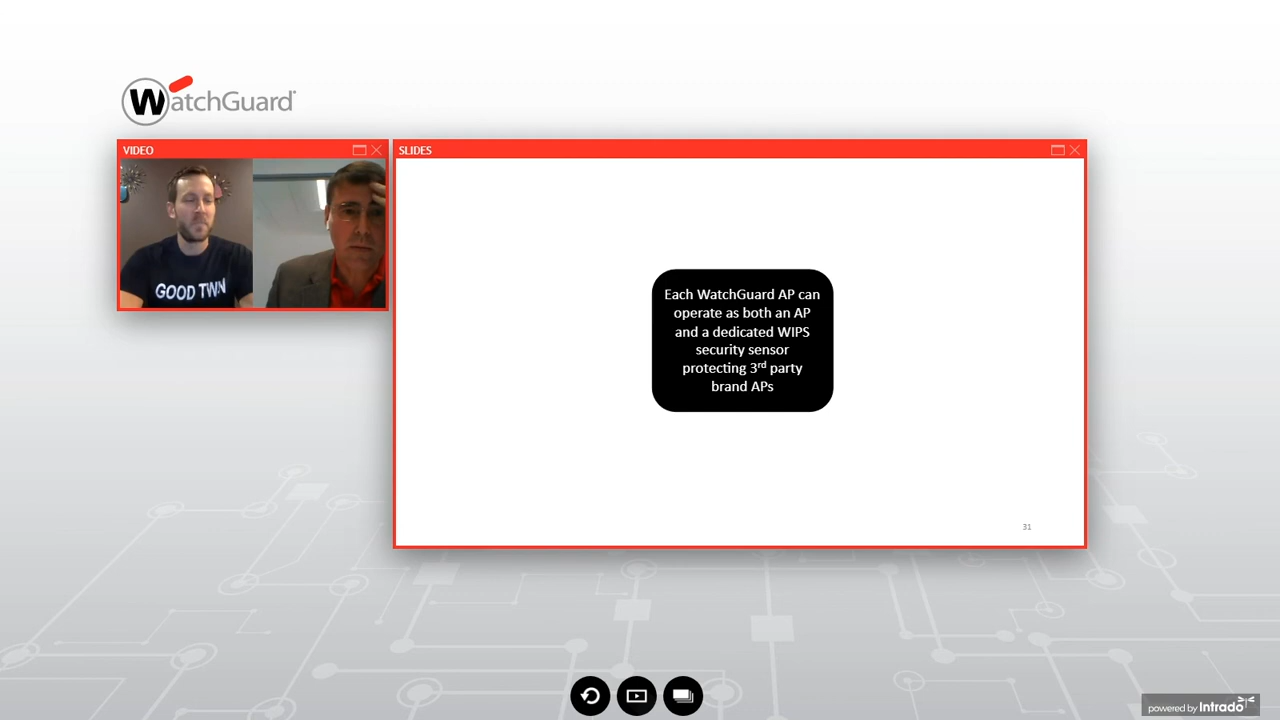 WatchGuard
VIDEO
SLIDES
GOOD TWIN
Each WatchGuard AP can
operate as both an AP
and a dedicated WIPS
security sensor
protecting 3rd party
brand APs
31
powered by Intrado